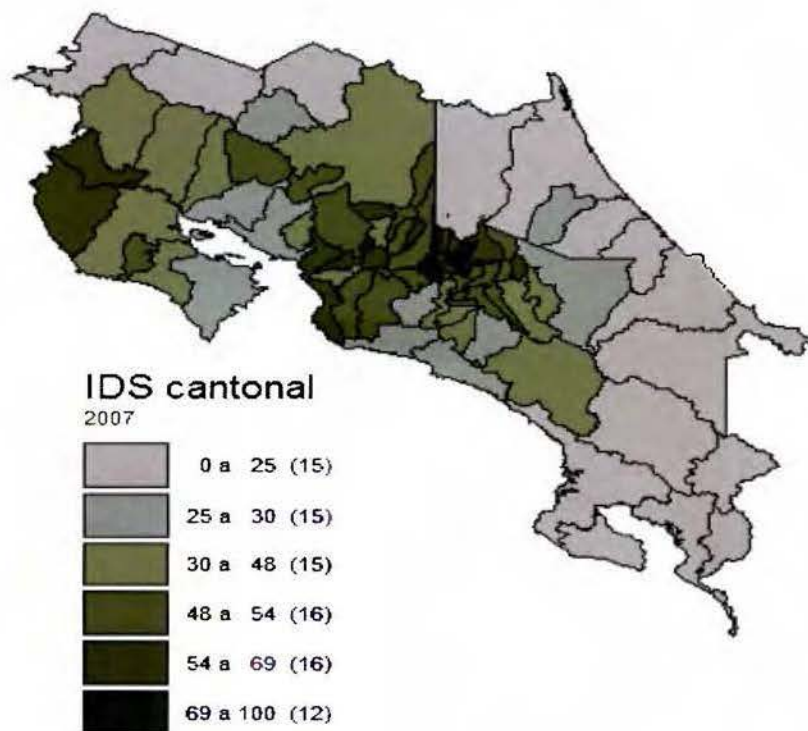 IDS cantonal
2007
0 a 25 (15)
25 a 30 (15)
30 a 48 (15)
48 a 54 (16)
54 a 69 (16)
69 a 100 (12)